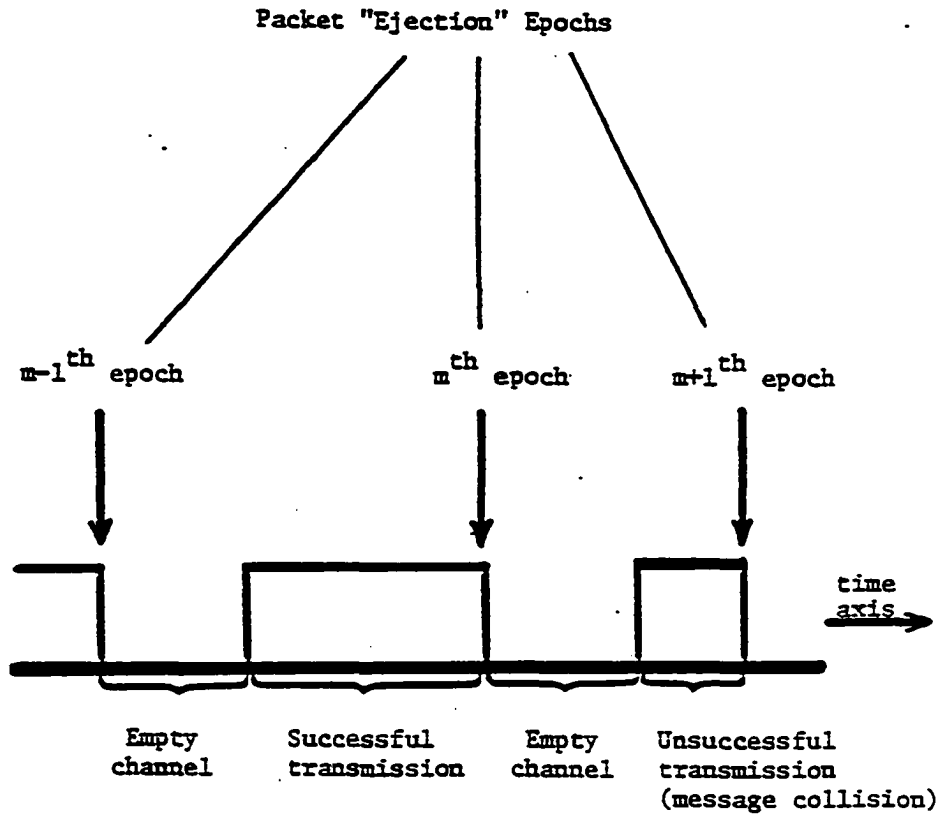 Packet "Ejection" Epochs
m-1th epoch
mth epoch
m+1th epoch
time
axis
Empty
channel
Successful
transmission
Empty
channel
Unsuccessful
transmission
(message collision)